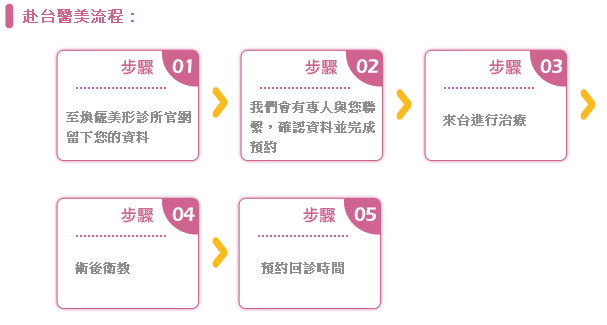 赴台醫美流程：
步驟 01
至煥儷美形診所官網
留下您的資料
步驟 02
我們會有專人與您聯
繫，確認資料並完成
預約
步驟 03
來台進行治療
步驟 04
術後衛教
步驟 05
預約回診時間